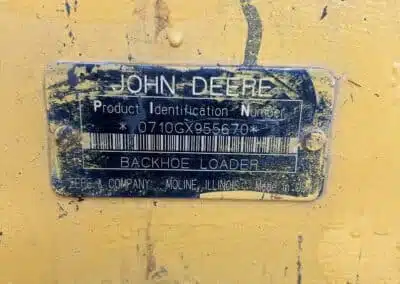 JOHN DEERE
Product Identification Number
* 0710GX955670*
BACKHOE LOADER
& COMPANY MOLINE, ILLINOIS Made in